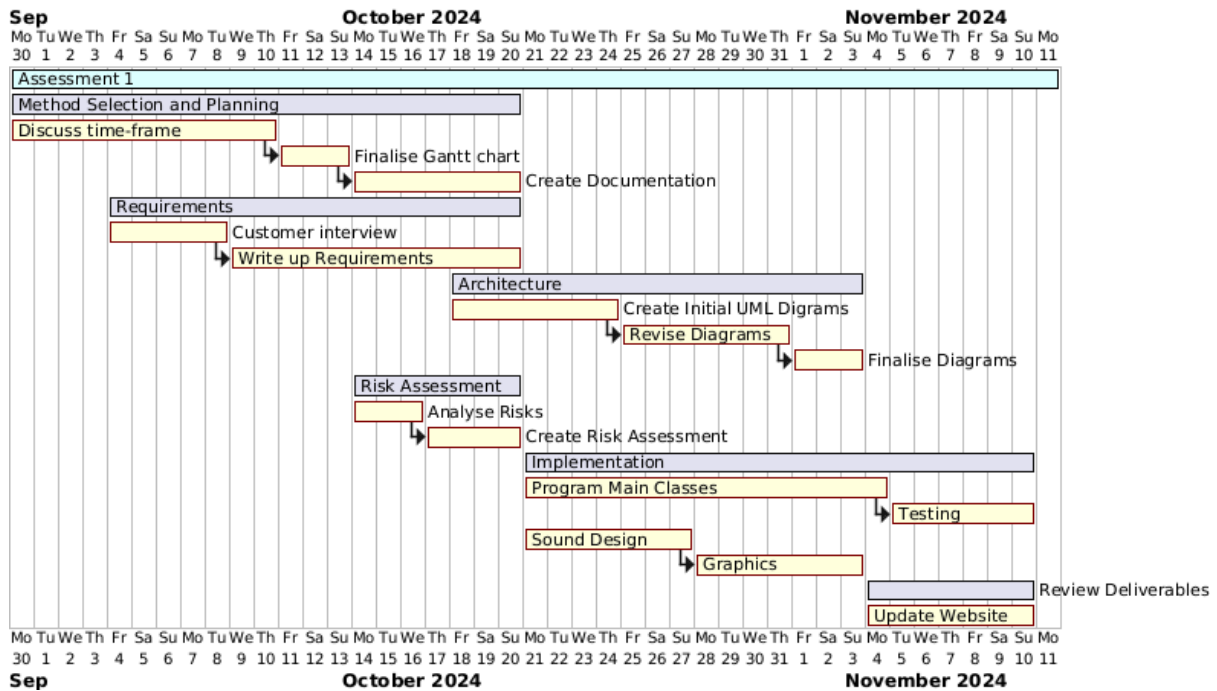 Sep October 2024 November 2024
Mo Tu We Th Fr Sa Su Mo Tu We Th Fr Sa Su Mo Tu We Th Fr Sa Su Mo Tu We Th Fr Sa Su Mo Tu We Th Fr Sa Su Mo Tu We Th Fr Sa Su Mo
30 1 2 3 4 5 6 7 8 9 10 11 12 13 14 15 16 17 18 19 20 21 22 23 24 25 26 27 28 29 30 31 1 2 3 4 5 6 7 8 9 10 11
Assessment 1
Method Selection and Planning
Discuss time-frame
Finalise Gantt chart
Create Documentation
Requirements
Customer interview
Write up Requirements
Architecture
Create Initial UML Digrams
Revise Diagrams
Finalise Diagrams
Risk Assessment
Analyse Risks
Create Risk Assessment
Implementation
Program Main Classes
Testing
Sound Design
Graphics
Review Deliverables
Update Website
Mo Tu We Th Fr Sa Su Mo Tu We Th Fr Sa Su Mo Tu We Th Fr Sa Su Mo Tu We Th Fr Sa Su Mo Tu We Th Fr Sa Su Mo Tu We Th Fr Sa Su Mo
30 1 2 3 4 5 6 7 8 9 10 11 12 13 14 15 16 17 18 19 20 21 22 23 24 25 26 27 28 29 30 31 1 2 3 4 5 6 7 8 9 10 11
Sep October 2024 November 2024